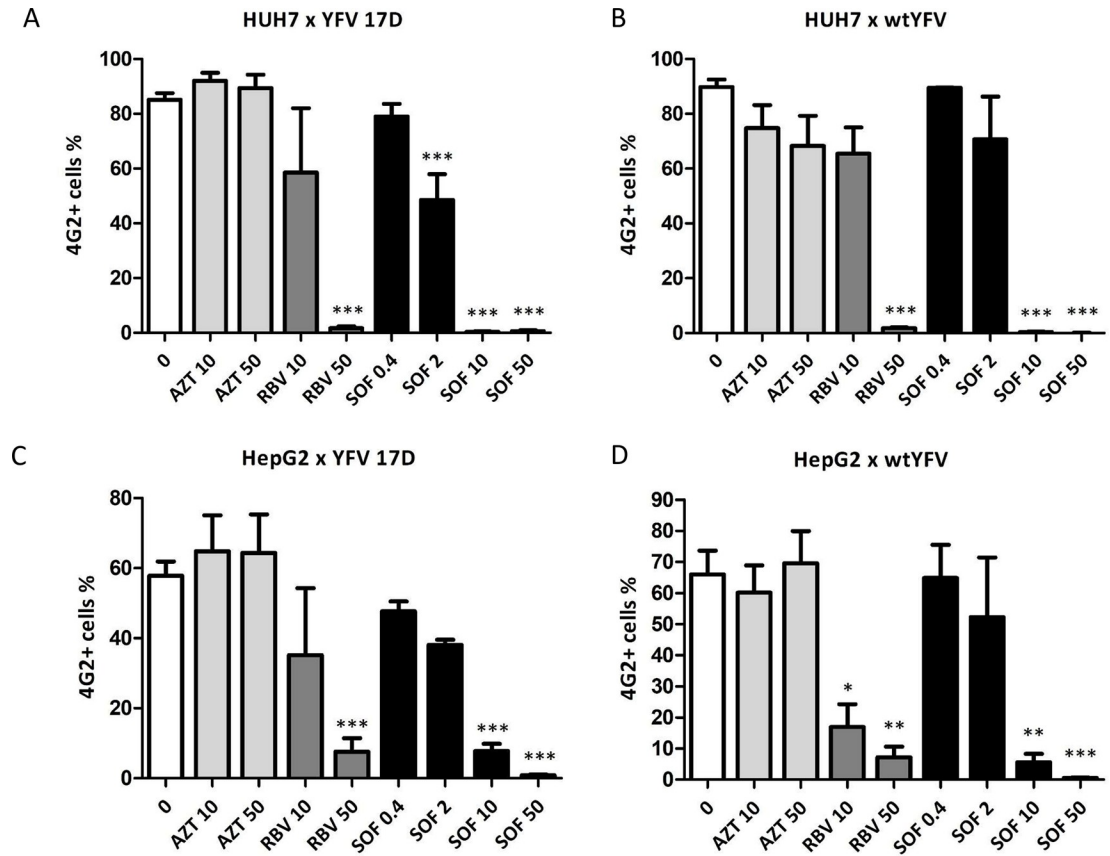 A
HUH7 x YFV 17D
4G2+ cells %
100
80
60
40
20
0
***
***
***
***
0
AZT 10
AZT 50
RBV 10
RBV 50
SOF 0.4
SOF 2
SOF 10
SOF 50
B
HUH7 x wtYFV
4G2+ cells %
100
80
60
40
20
0
***
***
***
0
AZT 10
AZT 50
RBV 10
RBV 50
SOF 0.4
SOF 2
SOF 10
SOF 50
C
HepG2 x YFV 17D
4G2+ cells %
80
60
40
20
0
***
***
***
0
AZT 10
AZT 50
RBV 10
RBV 50
SOF 0.4
SOF 2
SOF 10
SOF 50
D
HepG2 x wtYFV
4G2+ cells %
90
80
70
60
50
40
30
20
10
0
*
**
**
***
0
AZT 10
AZT 50
RBV 10
RBV 50
SOF 0.4
SOF 2
SOF 10
SOF 50